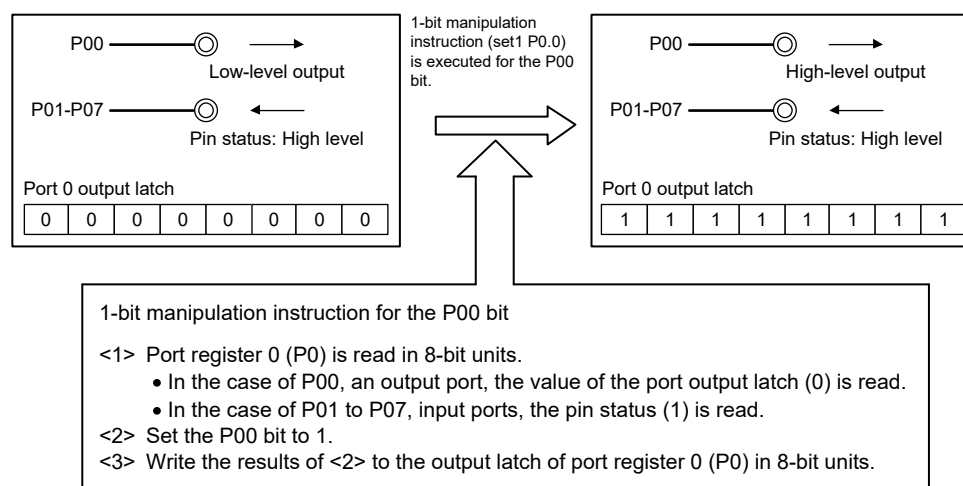 P00
Low-level output
P01-P07
Pin status: High level
Port 0 output latch
0 0 0 0 0 0 0 0
1-bit manipulation
instruction (set1 P0.0)
is executed for the P00
bit.
P00
High-level output
P01-P07
Pin status: High level
Port 0 output latch
1 1 1 1 1 1 1 1
1-bit manipulation instruction for the P00 bit
<1> Port register 0 (P0) is read in 8-bit units.
• In the case of P00, an output port, the value of the port output latch (0) is read.
• In the case of P01 to P07, input ports, the pin status (1) is read.
<2> Set the P00 bit to 1.
<3> Write the results of <2> to the output latch of port register 0 (P0) in 8-bit units.